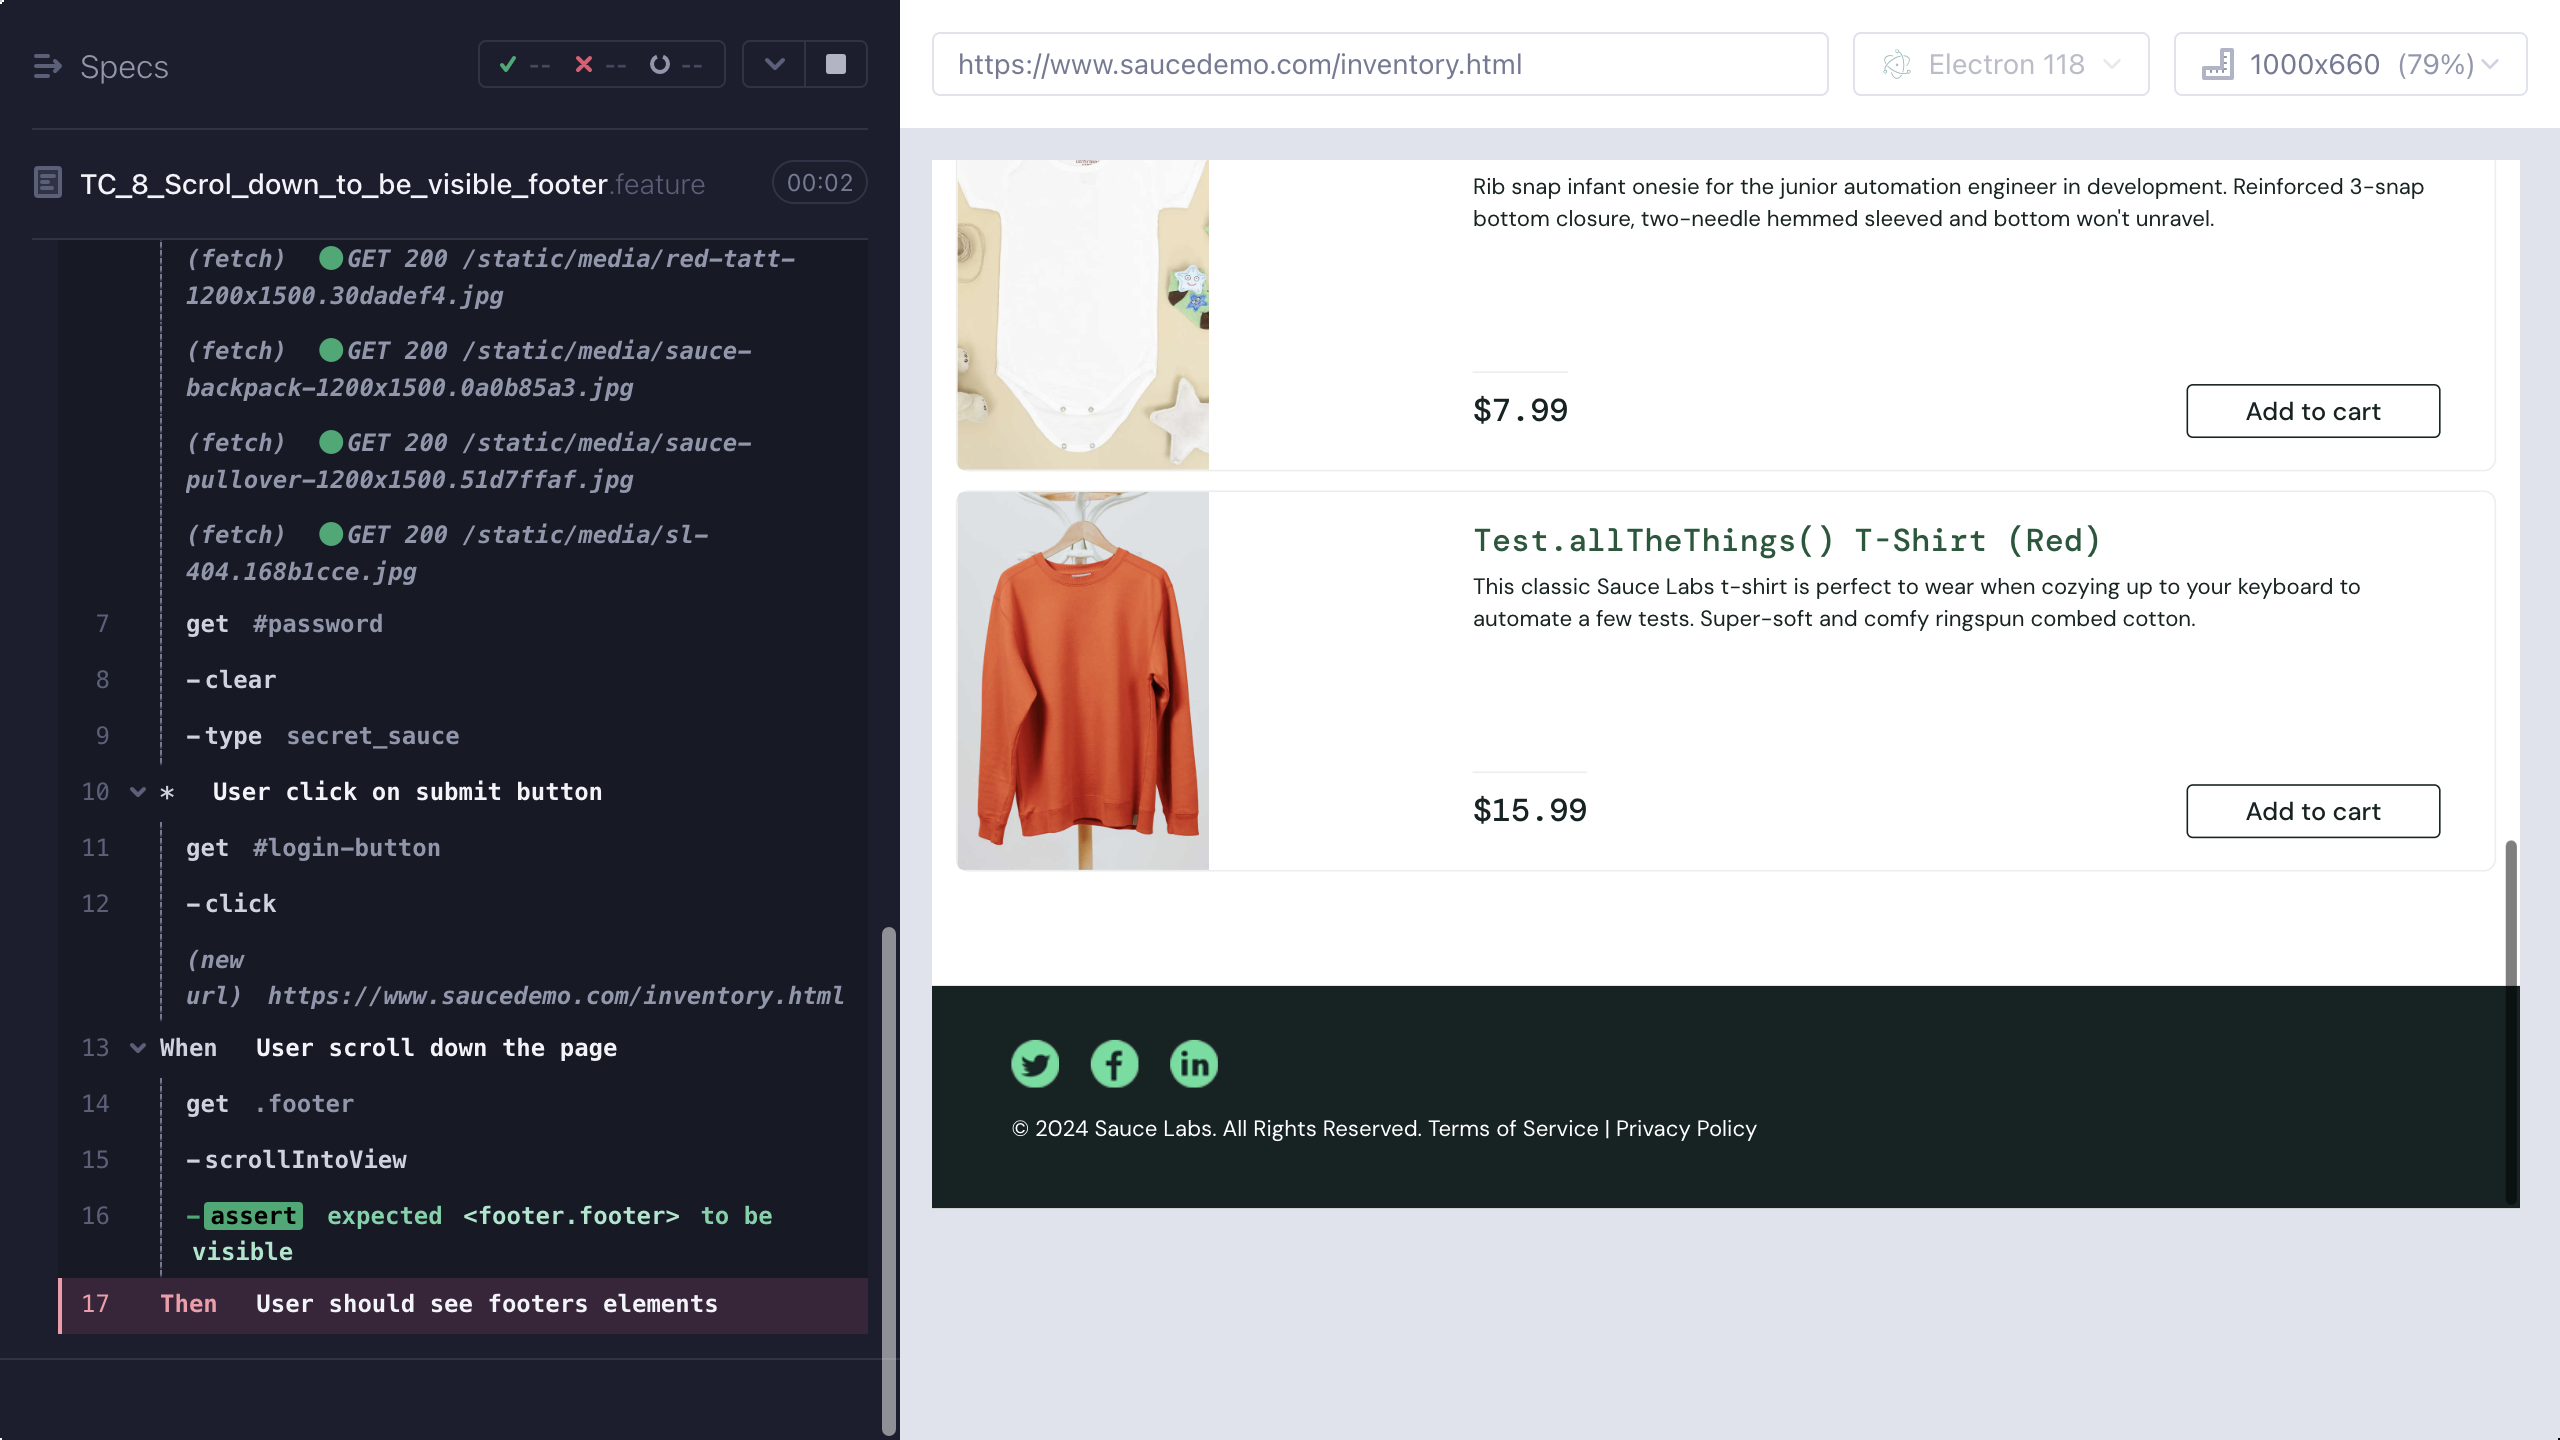 Specs
-- -- --
TC_8_Scrol_down_to_be_visible_footer.feature
00:02
(fetch) GET 200 /static/media/red-tatt-
1200x1500.30dadef4.jpg
(fetch) GET 200 /static/media/sauce-
backpack-1200x1500.0a0b85a3.jpg
(fetch) GET 200 /static/media/sauce-
pullover-1200x1500.51d7ffaf.jpg
(fetch) GET 200 /static/media/sl-
404.168b1cce.jpg
7 get #password
8 -clear
9 -type secret_sauce
10 * User click on submit button
11 get #login-button
12 -click
(new
url) https://www.saucedemo.com/inventory.html
13 When User scroll down the page
14 get .footer
15 -scrollIntoView
16 -assert expected <footer.footer> to be
visible
17 Then User should see footers elements
https://www.saucedemo.com/inventory.html
Electron 118
1000x660 (79%)
Rib snap infant onesie for the junior automation engineer in development. Reinforced 3-snap
bottom closure, two-needle hemmed sleeved and bottom won't unravel.
$7.99
Add to cart
Test.allTheThings() T-Shirt (Red)
This classic Sauce Labs t-shirt is perfect to wear when cozying up to your keyboard to
automate a few tests. Super-soft and comfy ringspun combed cotton.
$15.99
Add to cart
© 2024 Sauce Labs. All Rights Reserved. Terms of Service | Privacy Policy